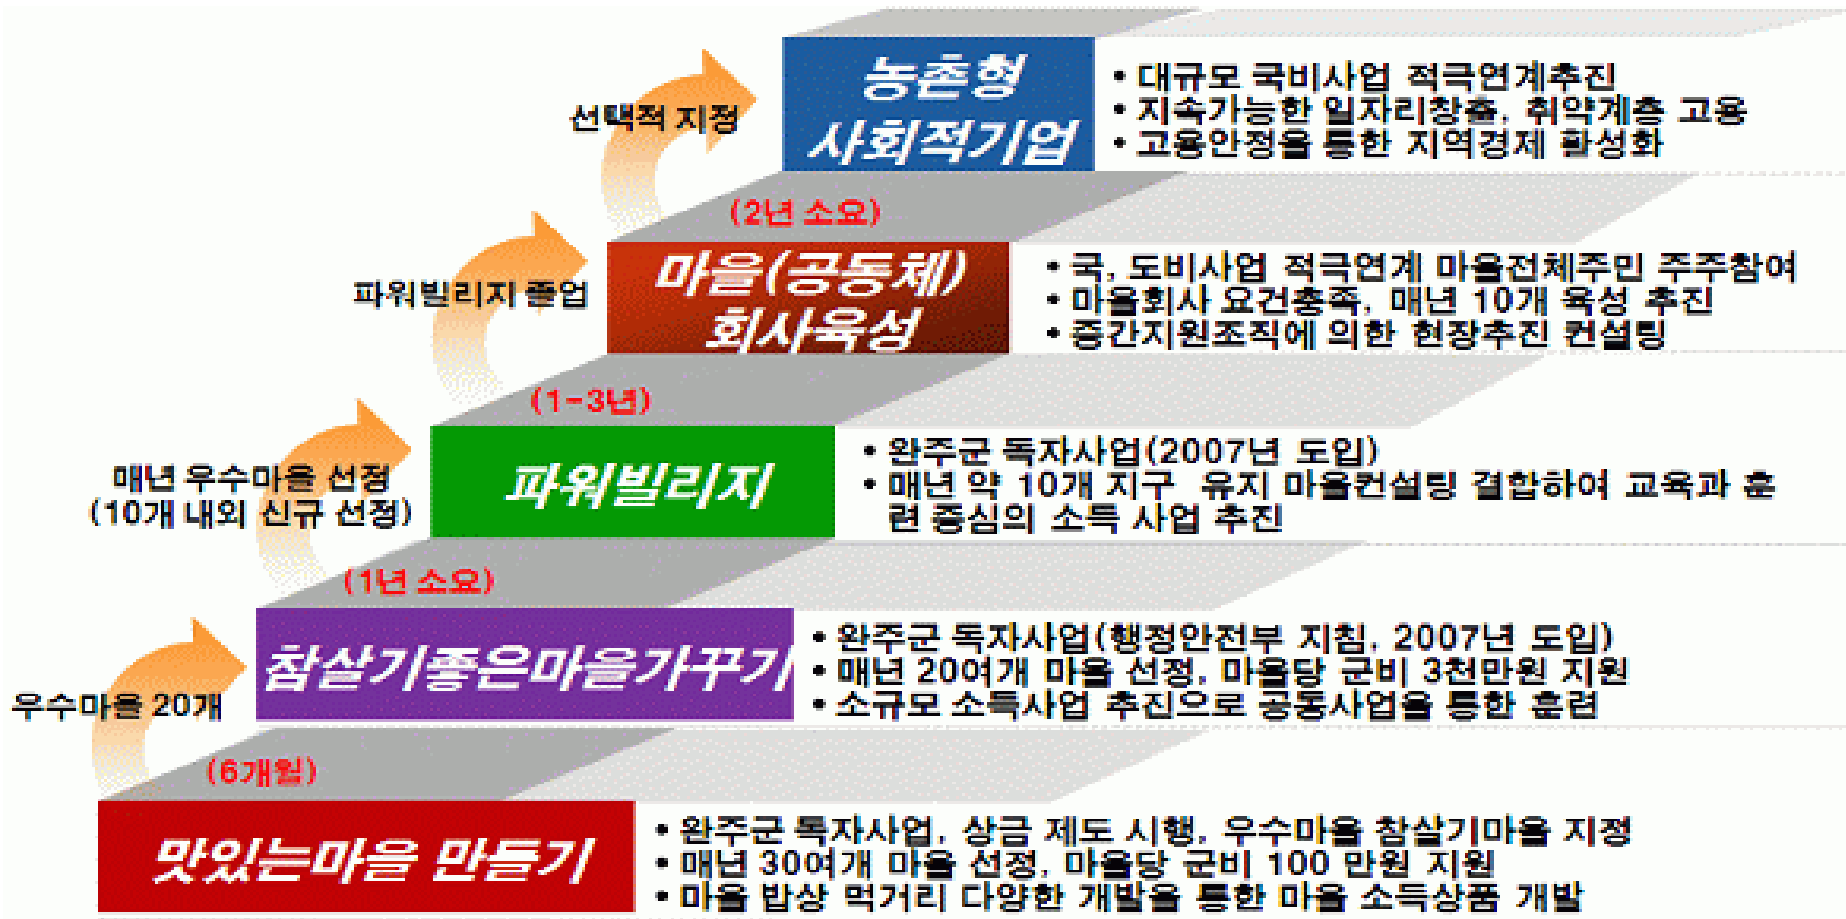 농촌형
사회적기업
• 대규모 국비사업 적극연계추진
• 지속가능한 일자리창출, 취약계층 고용
• 고용안정을 통한 지역경제 활성화
선택적 지정
(2년 소요)
마을(공동체)
회사육성
• 국, 도비사업 적극연계 마을전체주민 주주참여
• 마을회사 요건충족, 매년 10개 육성 추진
• 중간지원조직에 의한 현장추진 컨설팅
파워빌리지 졸업
(1-3년)
파워빌리지
• 완주군 독자사업(2007년 도입)
• 매년 약 10개 지구 유지 마을컨설팅 결합하여 교육과 훈
련 중심의 소득 사업 추진
매년 우수마을 선정
(10개 내외 신규 선정)
(1년 소요)
참살기좋은마을가꾸기
• 완주군 독자사업(행정안전부 지침, 2007년 도입)
• 매년 20여개 마을 선정, 마을당 군비 3천만원 지원
• 소규모 소득사업 추진으로 공동사업을 통한 훈련
우수마을 20개
(6개월)
맛있는마을 만들기
• 완주군 독자사업, 상금 제도 시행, 우수마을 참살기마을 지정
• 매년 30여개 마을 선정, 마을당 군비 100 만원 지원
• 마을 밥상 먹거리 다양한 개발을 통한 마을 소득상품 개발